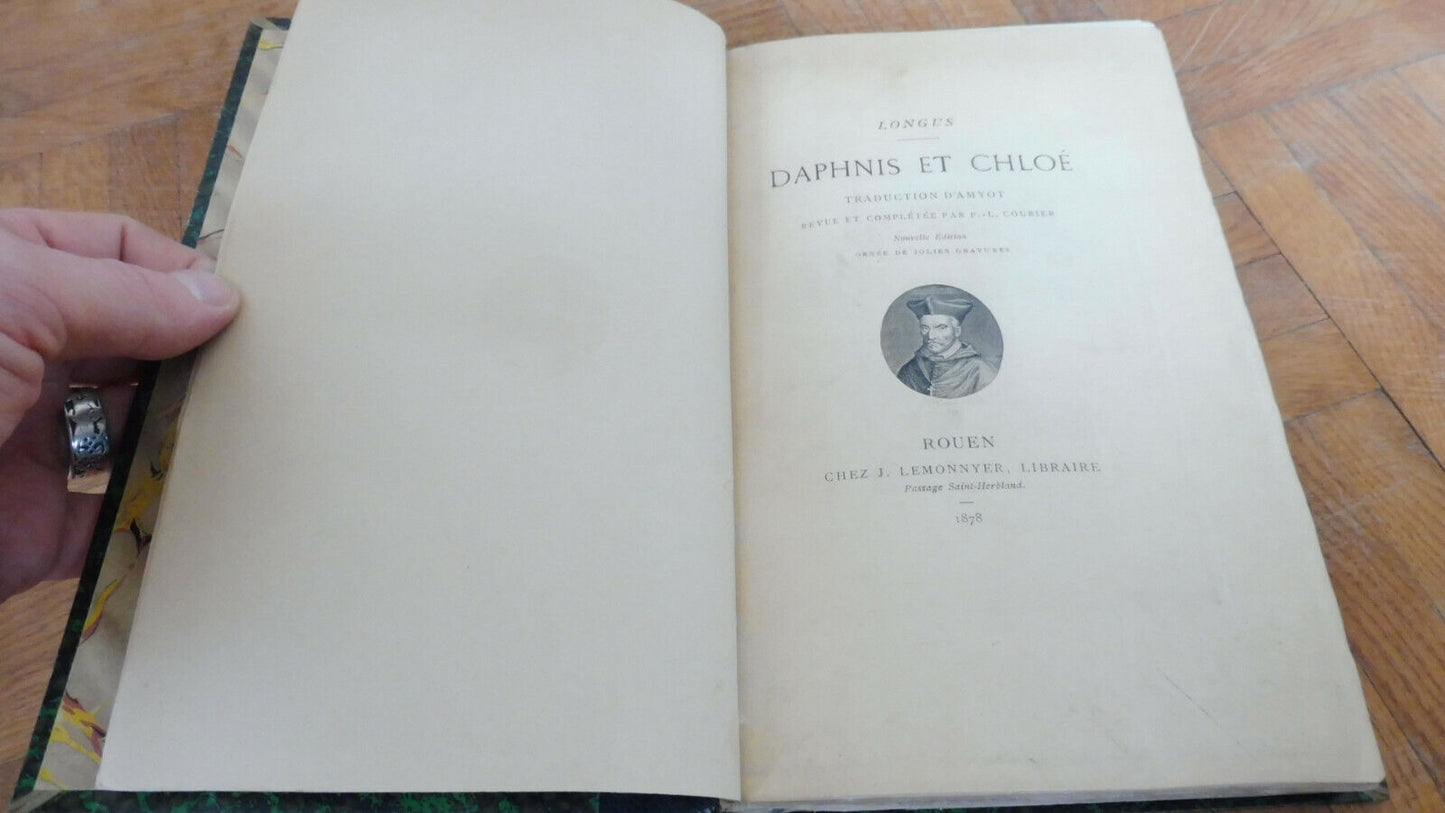 LONGUS
DAPHNIS ET CHLOÉ
TRADUCTION D'AMYOT
REVUE ET COMPLÉTÉE PAR P.-L. COURIER
Nouvelle Édition
ORNÉE DE JOLIES GRAVURES
ROUEN
CHEZ J. LEMONNYER, LIBRAIRE
Passage Saint-Herbland.
1878